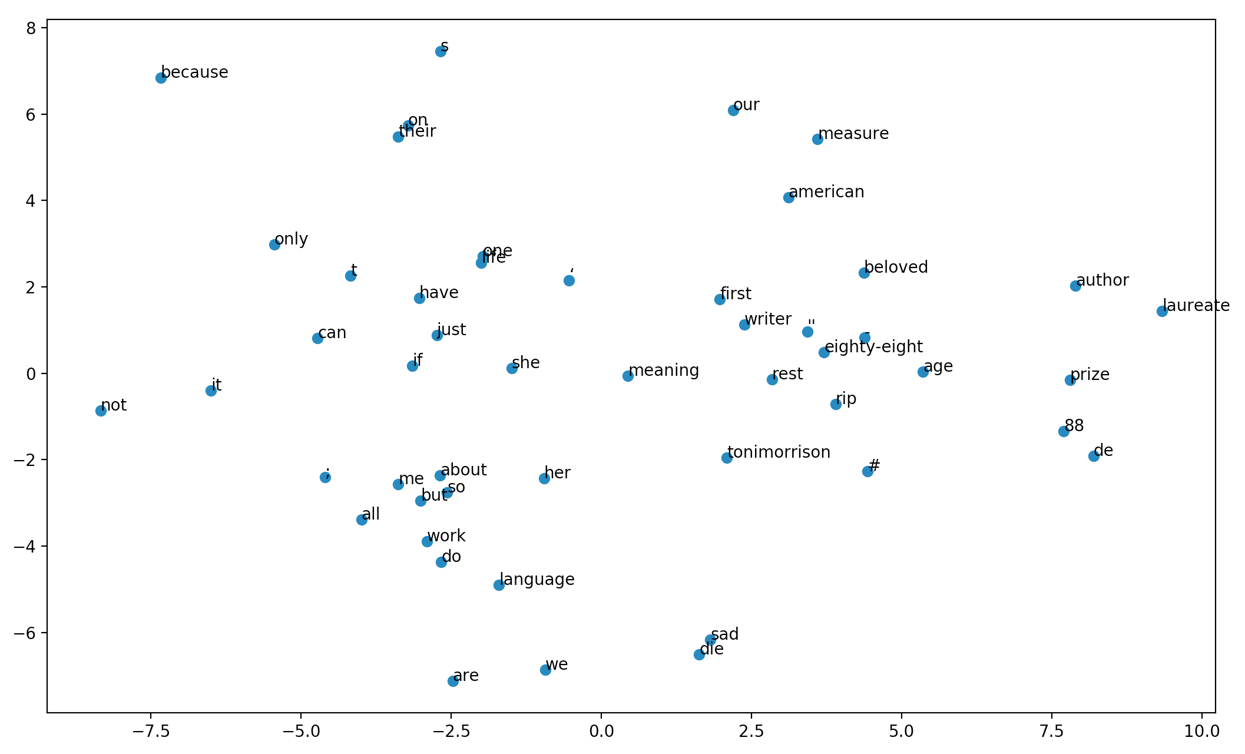 8
s
because
our
on
6
their
measure
american
4
only
one
life
t
beloved
author
have
2
first
laureate
writer
"
just
can
eighty-eight
if
she
age
meaning
rest
prize
0
it
rip
not
88
tonimorrison
de
−2
#
about
;
me
her
so
but
all
work
−4
do
language
sad
−6
die
we
are
−7.5 −5.0 −2.5 0.0 2.5 5.0 7.5 10.0